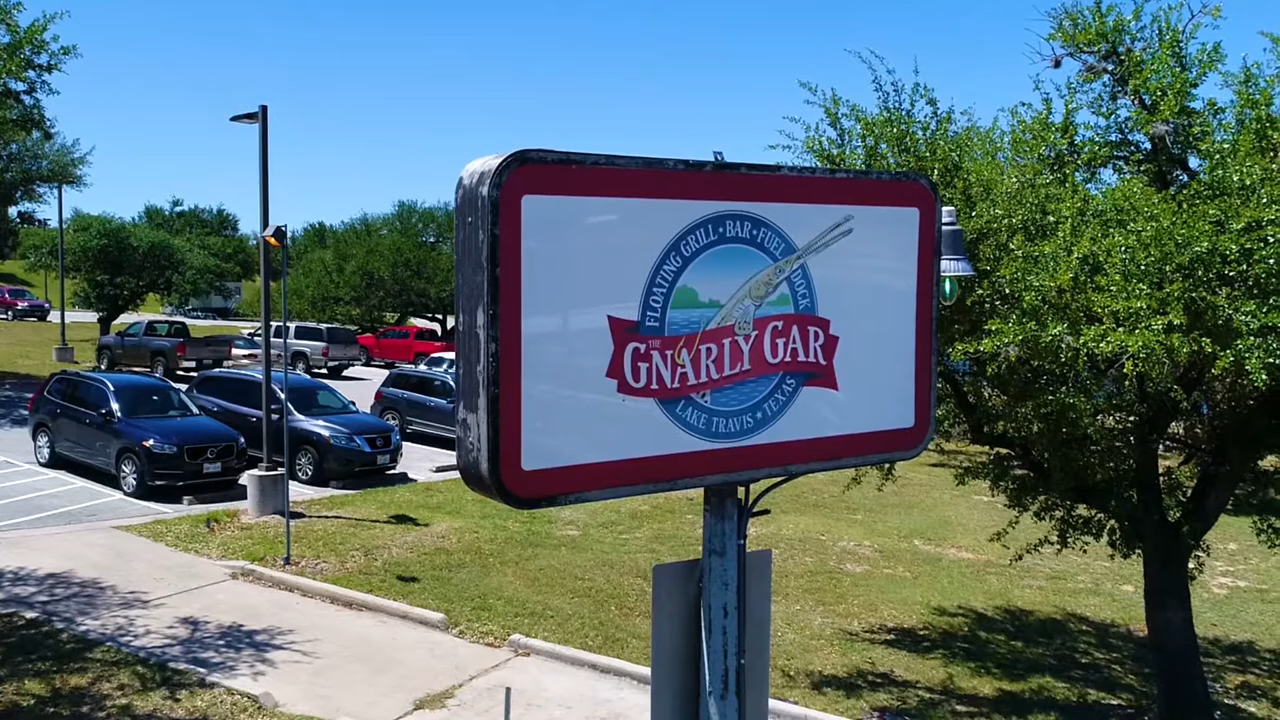 FLOATING GRILL • BAR • FUEL DOCK
THE
GNARLY GAR
LAKE TRAVIS ★ TEXAS